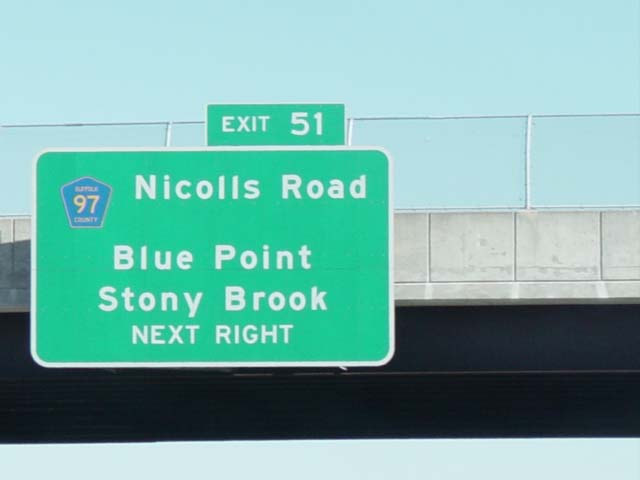 EXIT 51
SUFFOLK
97
COUNTY
Nicolls Road
Blue Point
Stony Brook
NEXT RIGHT